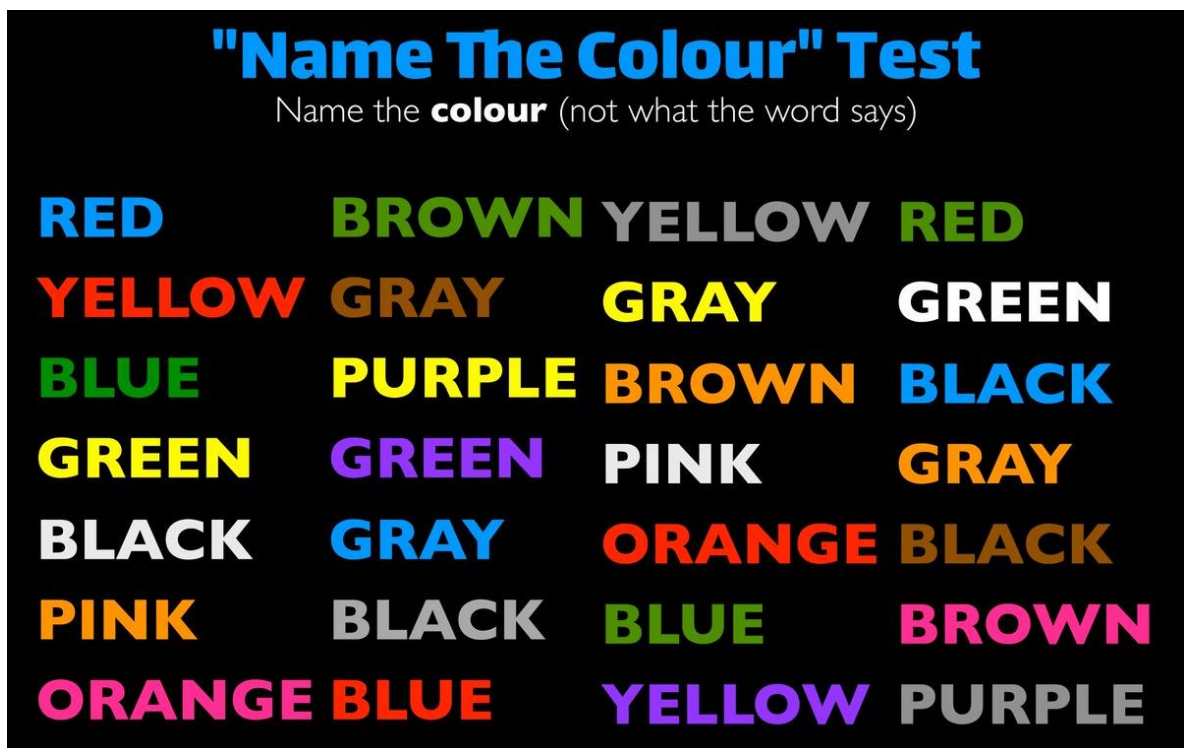 "Name The Colour" Test
Name the colour (not what the word says)
RED BROWN YELLOW RED
YELLOW GRAY GRAY GREEN
BLUE PURPLE BROWN BLACK
GREEN GREEN PINK GRAY
BLACK GRAY ORANGE BLACK
PINK BLACK BLUE BROWN
ORANGE BLUE YELLOW PURPLE